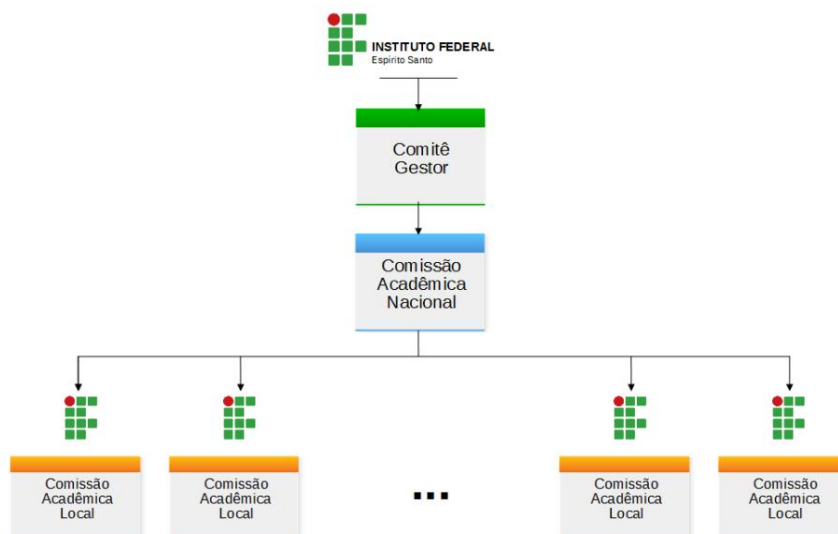 INSTITUTO FEDERAL
Espírito Santo
Comitê
Gestor
Comissão
Acadêmica
Nacional
Comissão
Acadêmica
Local
Comissão
Acadêmica
Local
...
Comissão
Acadêmica
Local
Comissão
Acadêmica
Local